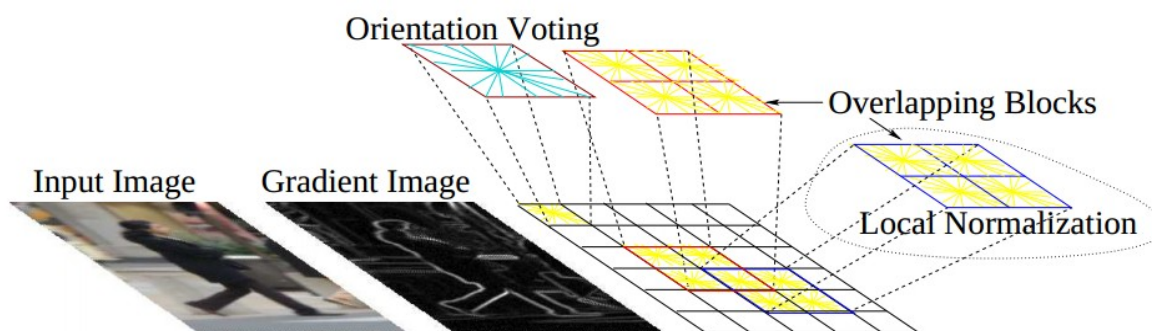 Orientation Voting
Overlapping Blocks
Input Image
Gradient Image
Local Normalization